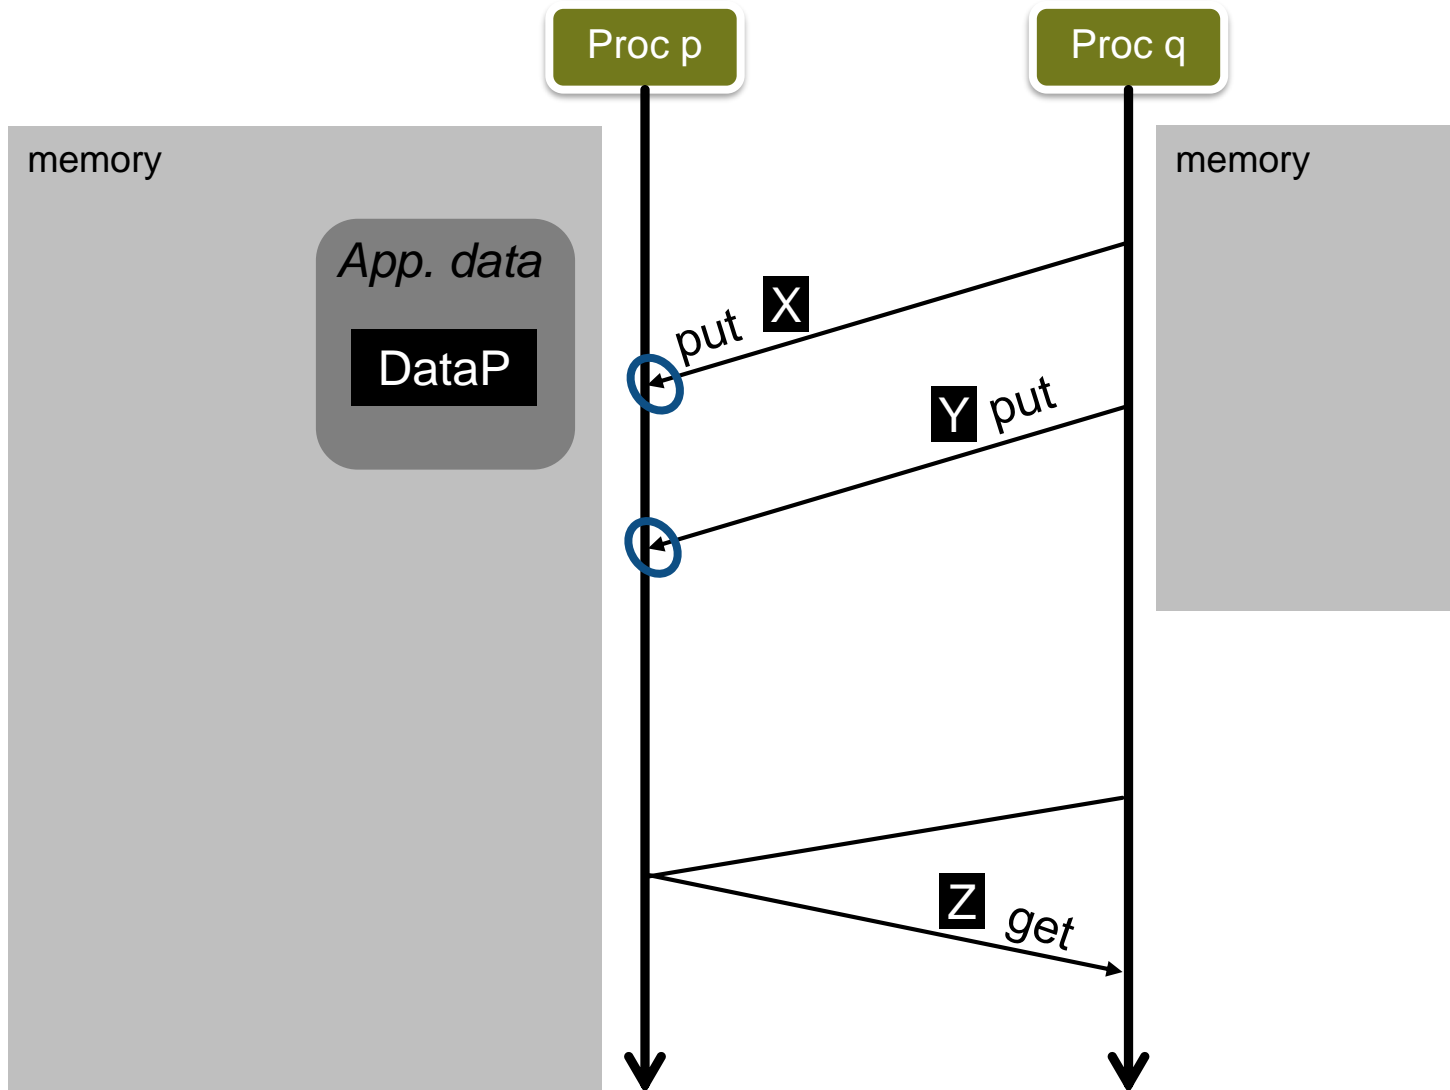 Proc p
Proc q
memory
memory
App. data
DataP
put X
Y put
Z get